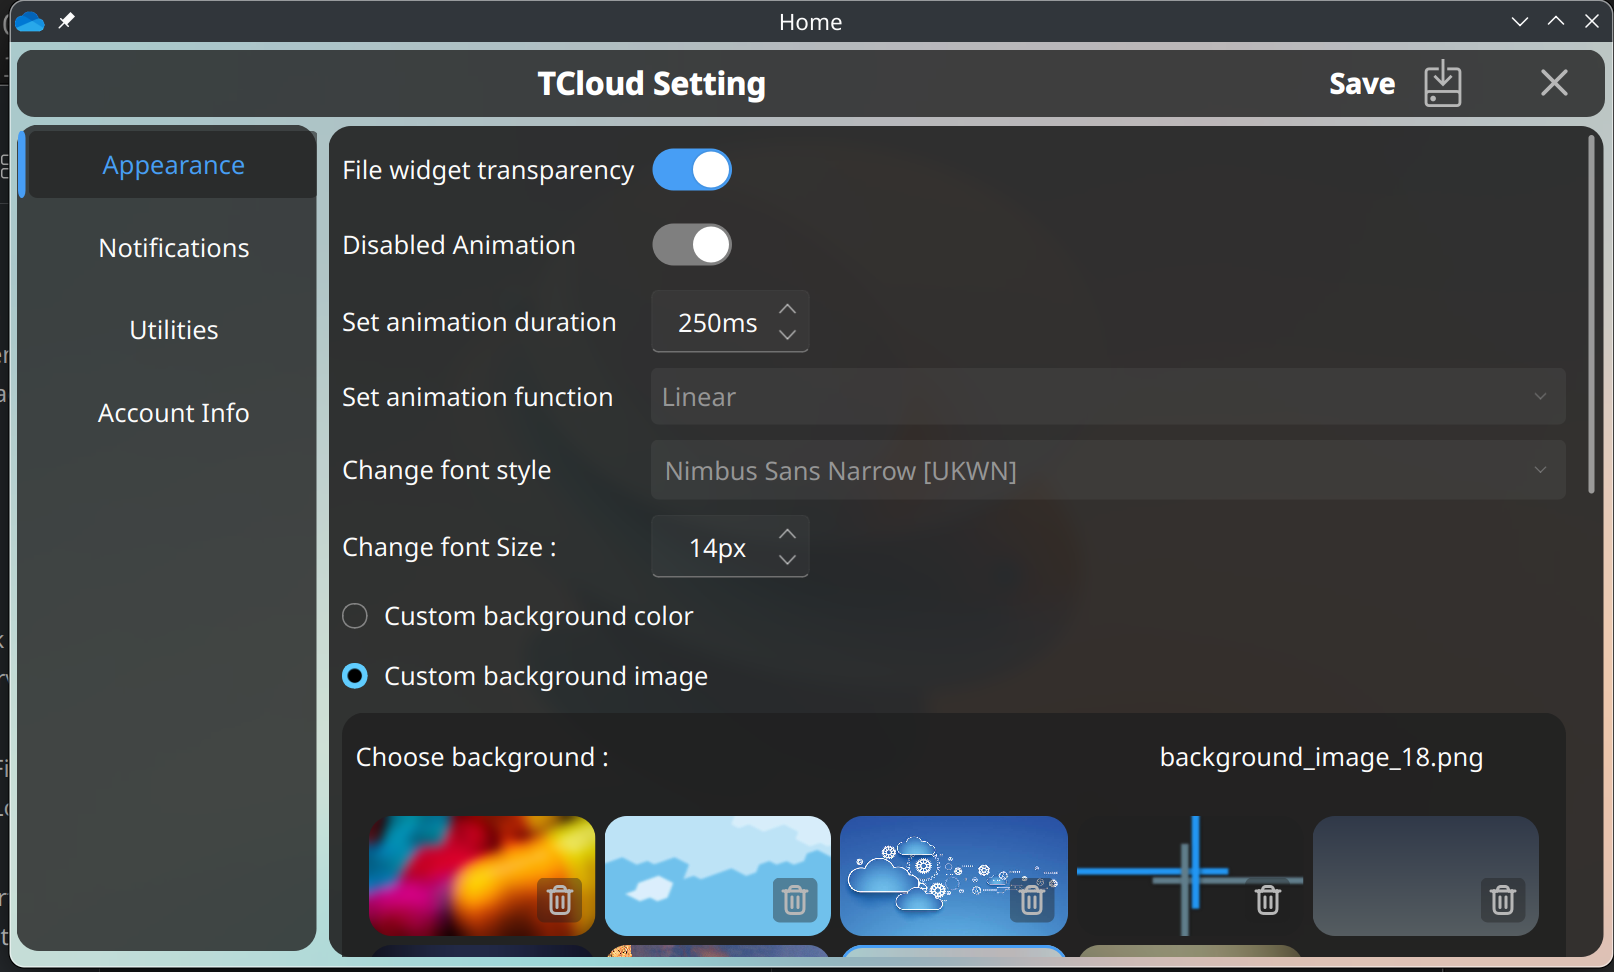 Home
TCloud Setting
Save
Appearance
Notifications
Utilities
Account Info
File widget transparency
Disabled Animation
Set animation duration 250ms
Set animation function Linear
Change font style Nimbus Sans Narrow [UKWN]
Change font Size : 14px
Custom background color
Custom background image
Choose background : background_image_18.png